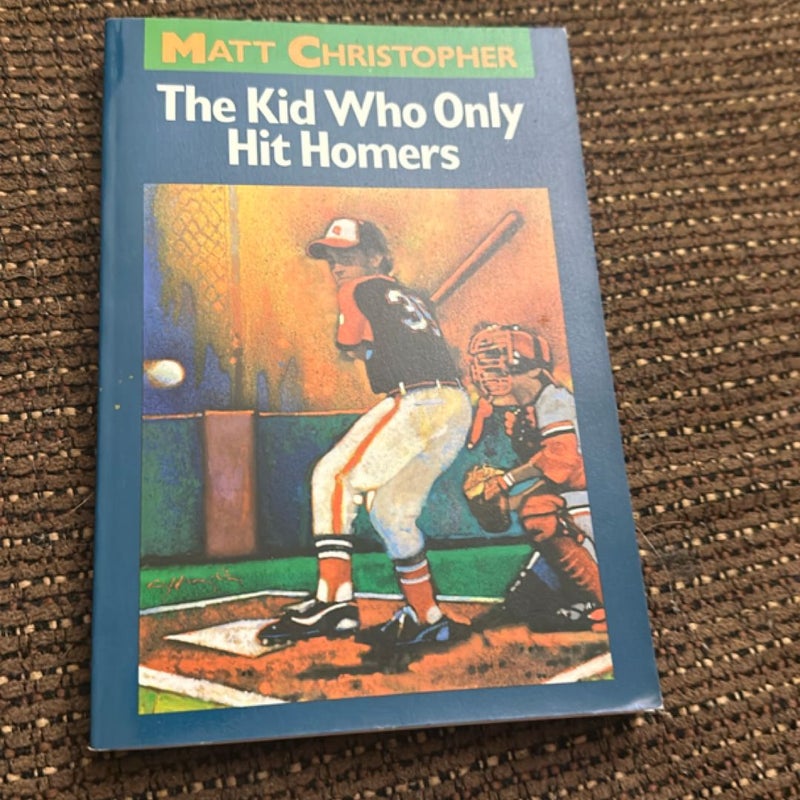 MATT CHRISTOPHER
The Kid Who Only
Hit Homers